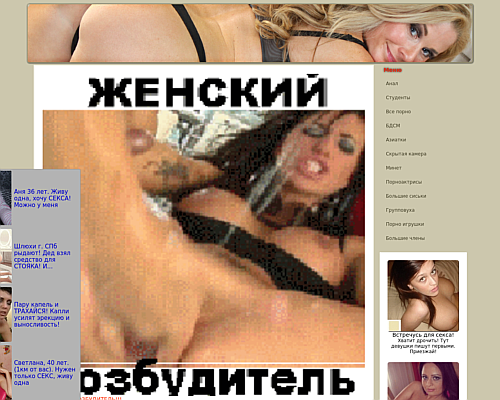 ЖЕНСКИЙ
Меню
Анал
Студенты
Все порно
БДСМ
Азиатки
Скрытая камера
Минет
Порноактрисы
Большие сиськи
Групповуха
Порно игрушки
Большие члены
Аня 36 лет. Живу
одна, хочу СЕКСА!
Можно у меня
Шлюхи г. СПб
рыдают! Дед взял
средство для
СТОЯКА! И...
Пару капель и
ТРАХАЙСЯ! Капли
усилят эрекцию и
выносливость!
Светлана, 40 лет.
(1км от вас). Нужен
только СЕКС, живу
одна
Встречусь для секса!
Хватит дрочить! Тут
девушки пишут первыми.
Приезжай!
озбудитель
ЗБУДИТЕЛЬ!!!